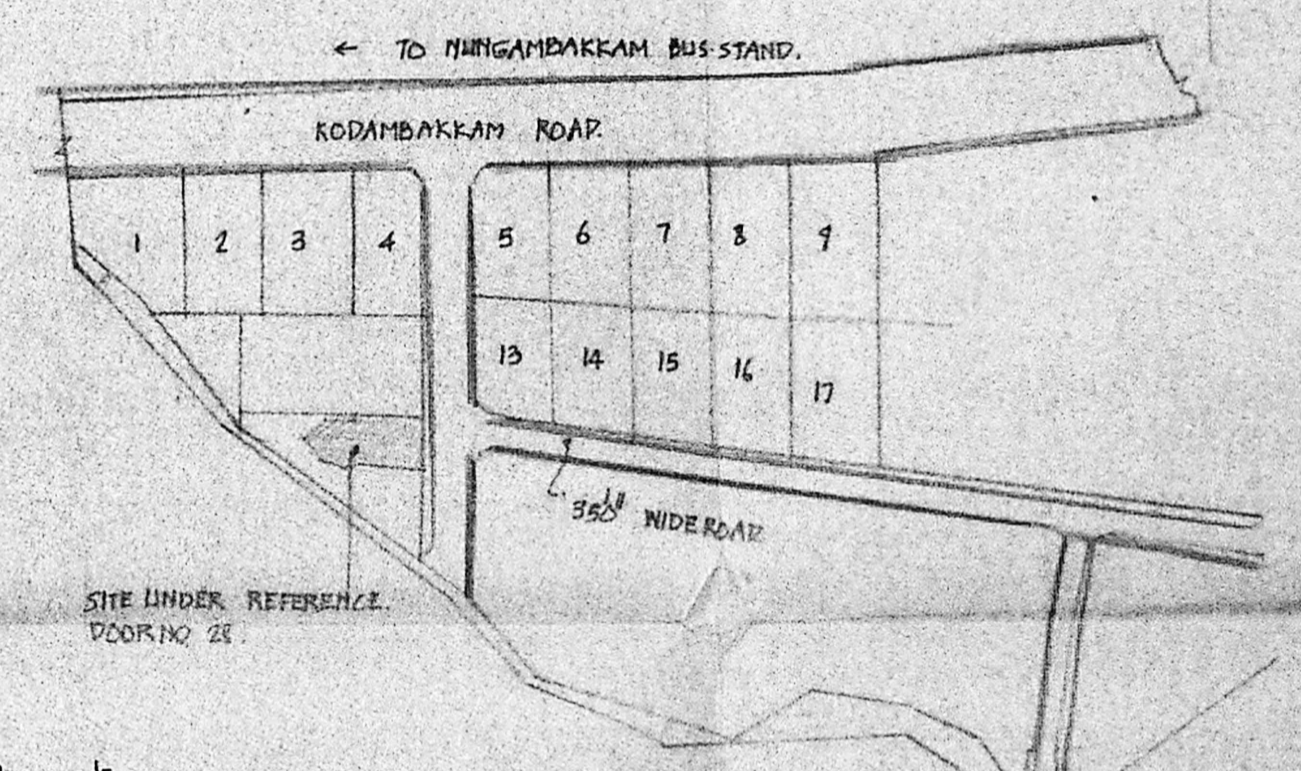 ← TO NUNGAMBAKKAM BUS-STAND.
KODAMBAKKAM ROAD.
1 2 3 4 5 6 7 8 9
13 14 15 16 17
WIDE ROAD
SITE UNDER REFERENCE.
DOOR NO 28.